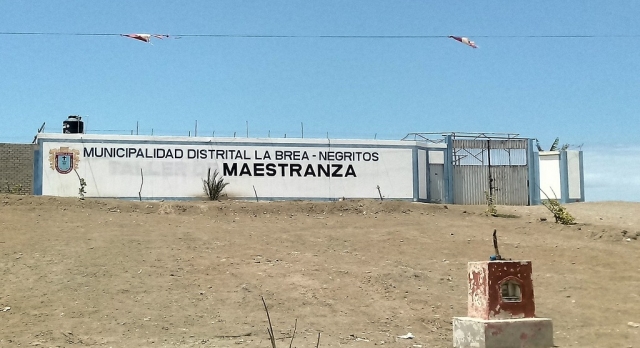 MUNICIPALIDAD DISTRITAL LA BREA - NEGRITOS
MAESTRANZA